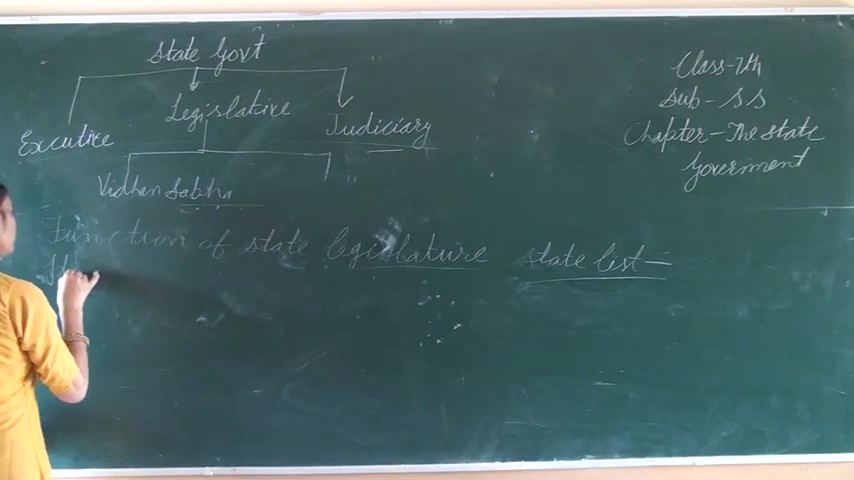 State Govt
Legislative
Excutive
Judiciary
Vidhan Sabha
Function of state legislature state list -
Class-7th
Sub-SS
Chapter-The state
Goverment